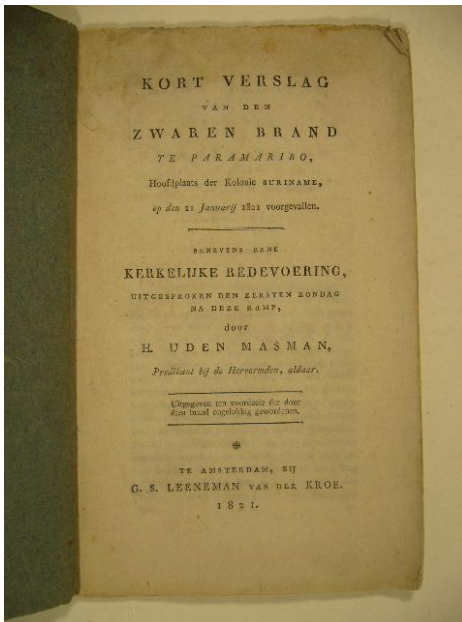 KORT VERSLAG
VAN DEN
ZWAREN BRAND
TE PARAMARIBO,
Hoofdplaats der Kolonie SURINAME,
op den 21 Januarij 1821 voorgevallen.
BENEVENS EENE
KERKELIJKE REDEVOERING,
UITGESPROKEN DEN EERSTEN ZONDAG
NA DEZE RAMP,
door
H. UDEN MASMAN,
Predikant bij de Hervormden, aldaar.
Uitgegeven ten voordeele der door
dien brand ongelukkig gewordenen.
TE AMSTERDAM, BIJ
G. S. LEENEMAN VAN DER KROE.
1821.